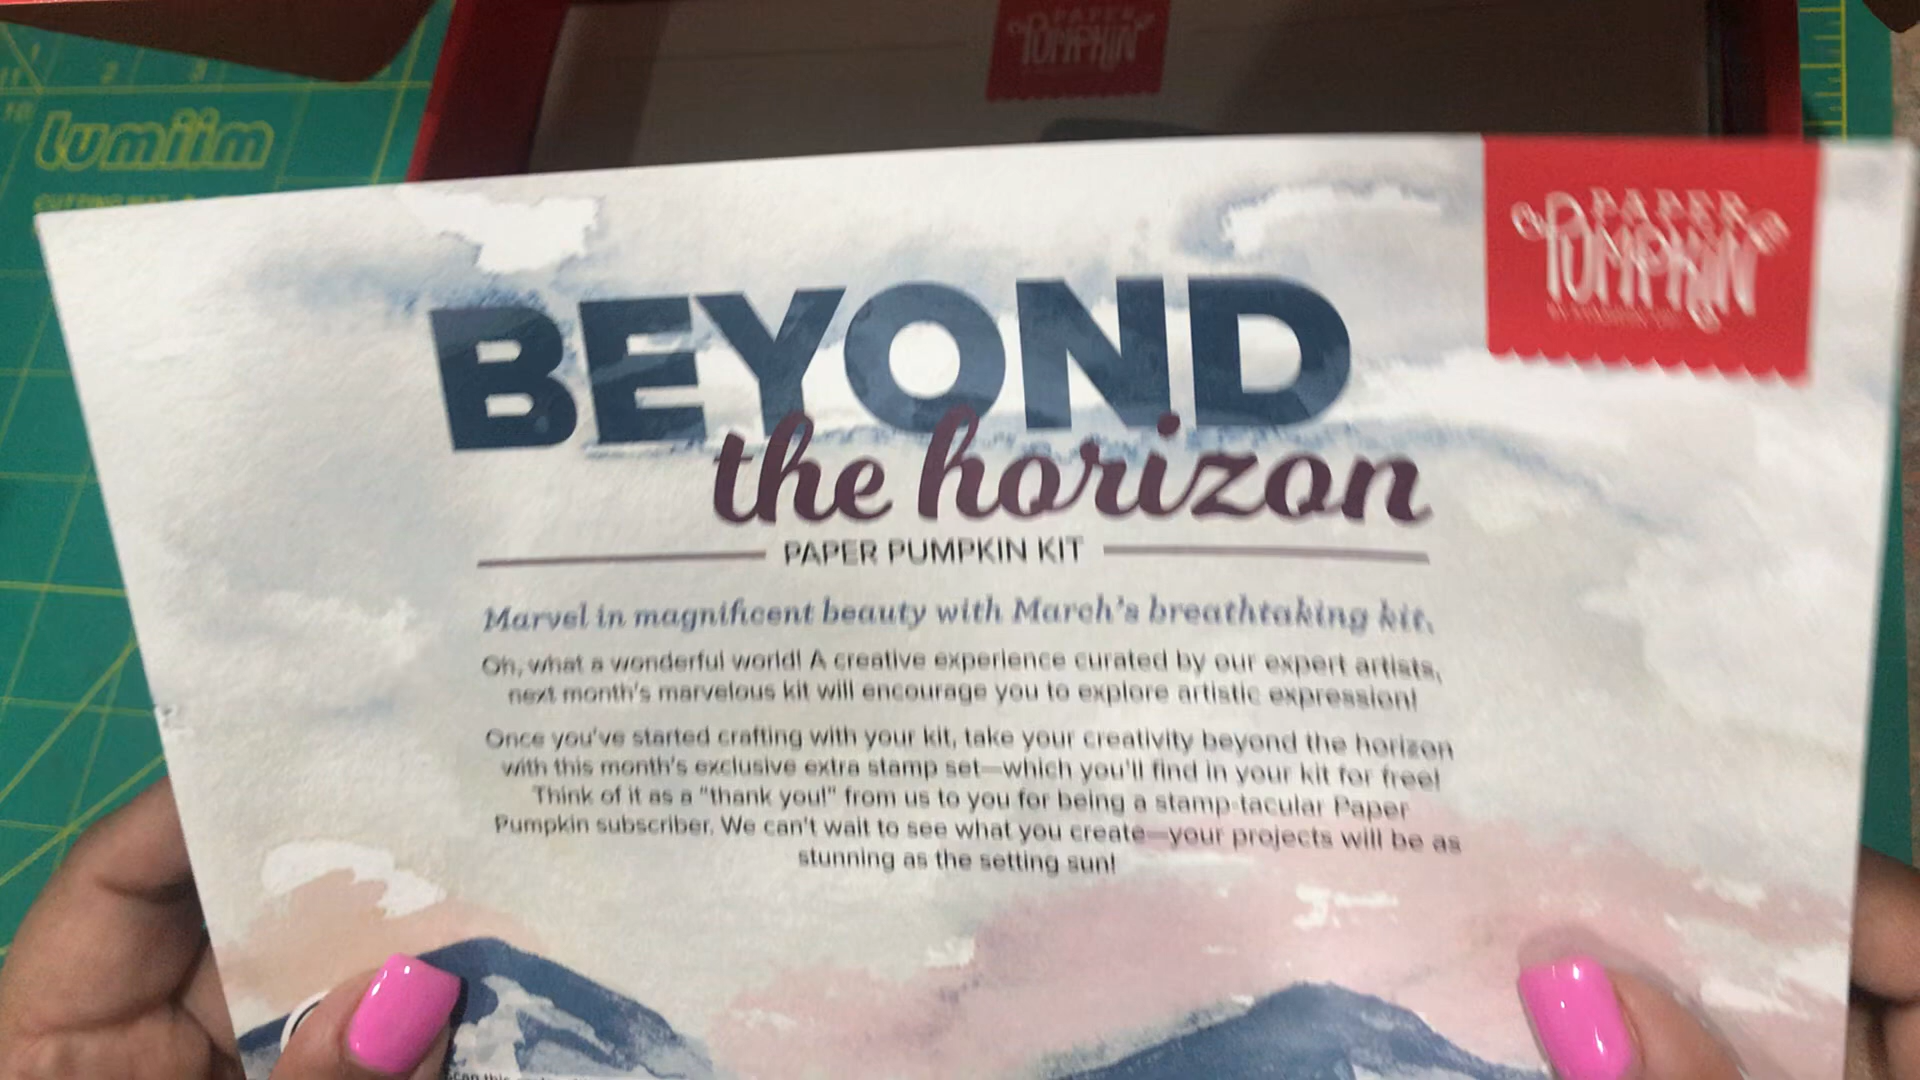 PAPER
PUMPKIN
lumiim
PAPER
PUMPKIN
BEYOND
the horizon
PAPER PUMPKIN KIT
Marvel in magnificent beauty with March's breathtaking kit.
Oh, what a wonderful world! A creative experience curated by our expert artists,
next month's marvelous kit will encourage you to explore artistic expression!
Once you've started crafting with your kit, take your creativity beyond the horizon
with this month's exclusive extra stamp set—which you'll find in your kit for free!
Think of it as a "thank you!" from us to you for being a stamp-tacular Paper
Pumpkin subscriber. We can't wait to see what you create—your projects will be as
stunning as the setting sun!